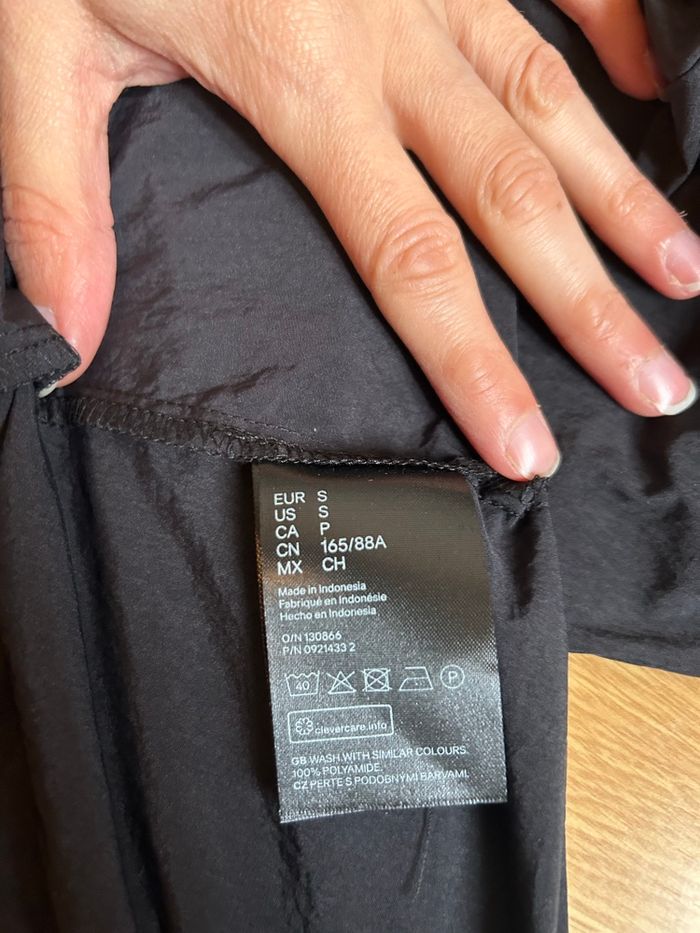 EUR S
US S
CA P
CN 165/88A
MX CH
Made in Indonesia
Fabriqué en Indonésie
Hecho en Indonesia
O/N 130866
P/N 0921433 2
40 P
clevercare.info
GB WASH WITH SIMILAR COLOURS.
100% POLYAMIDE.
CZ PERTE S PODOBNÝMI BARVAMI.